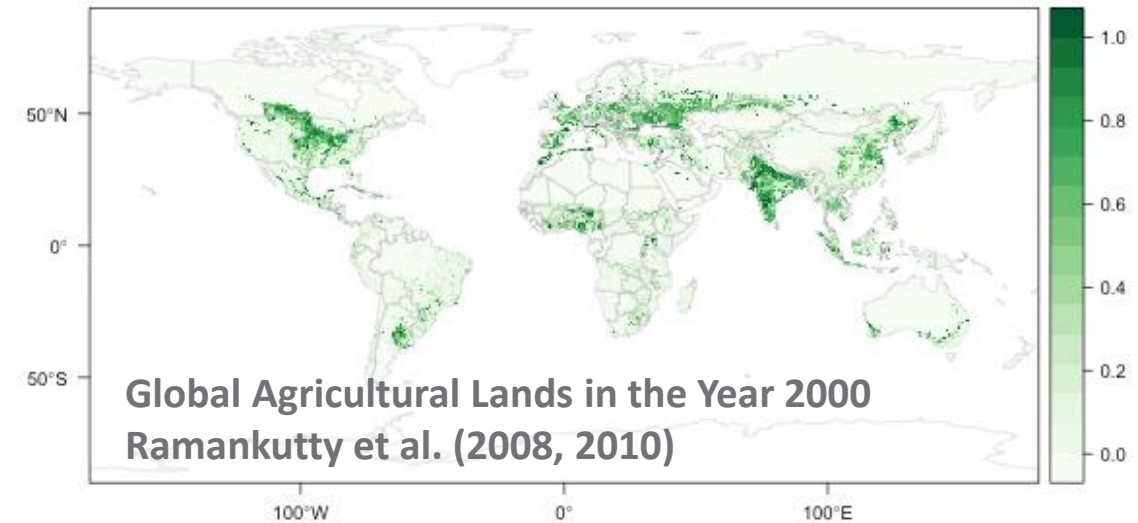 50°N
0°
50°S
100°W
0°
100°E
1.0
0.8
0.6
0.4
0.2
0.0
Global Agricultural Lands in the Year 2000
Ramankutty et al. (2008, 2010)